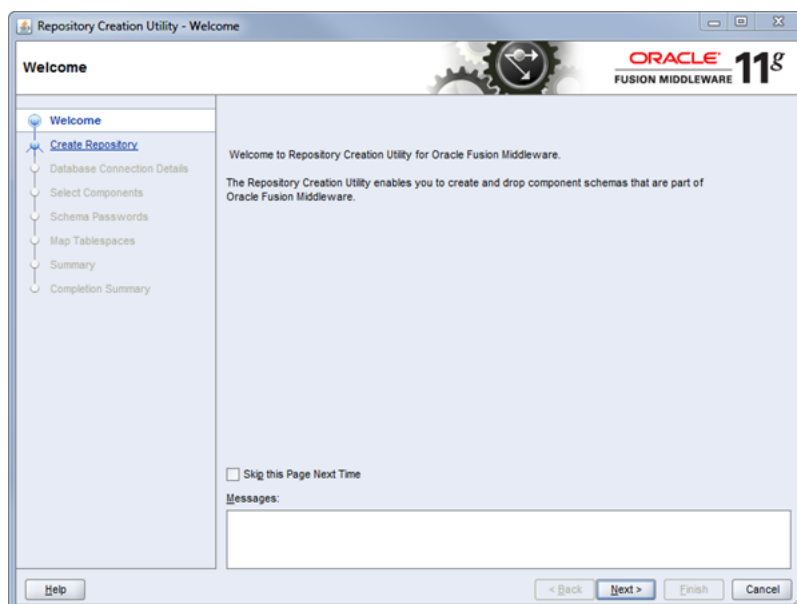 Repository Creation Utility - Welcome
Welcome
ORACLE
FUSION MIDDLEWARE 11g
Welcome
Create Repository
Database Connection Details
Select Components
Schema Passwords
Map Tablespaces
Summary
Completion Summary
Welcome to Repository Creation Utility for Oracle Fusion Middleware.
The Repository Creation Utility enables you to create and drop component schemas that are part of
Oracle Fusion Middleware.
Skip this Page Next Time
Messages:
Help
< Back
Next >
Finish
Cancel